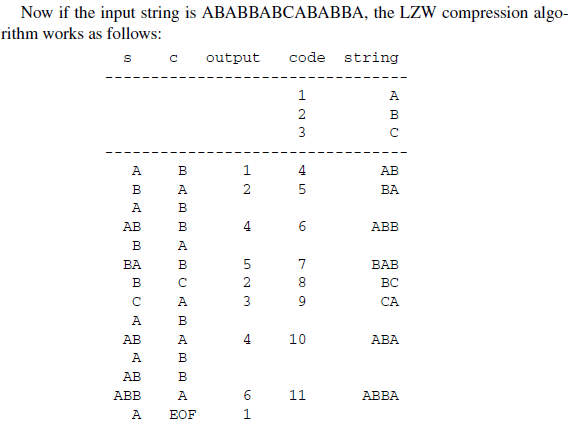 Now if the input string is ABABBABCABABBA, the LZW compression algo-
rithm works as follows:
s c output code string
-----------------------------------------
1 A
2 B
3 C
-----------------------------------------
A B 1 4 AB
B A 2 5 BA
A B
AB B 4 6 ABB
B A
BA B 5 7 BAB
B C 2 8 BC
C A 3 9 CA
A B
AB A 4 10 ABA
A B
AB B
ABB A 6 11 ABBA
A EOF 1